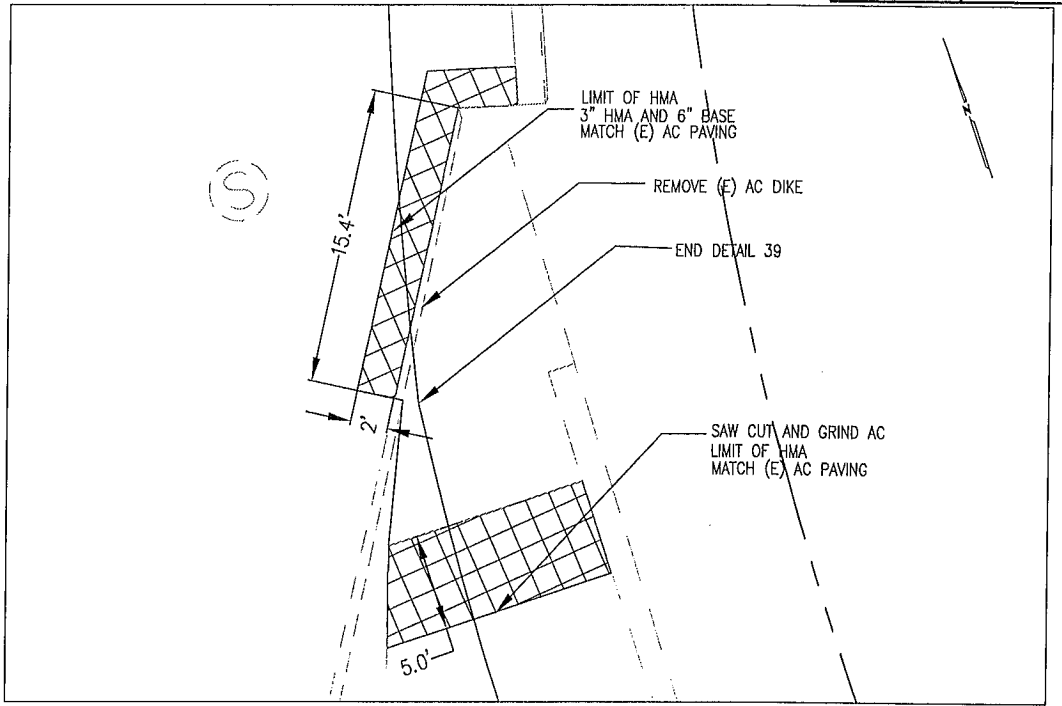 LIMIT OF HMA
3" HMA AND 6" BASE
MATCH (E) AC PAVING
REMOVE (E) AC DIKE
END DETAIL 39
SAW CUT AND GRIND AC
LIMIT OF HMA
MATCH (E) AC PAVING
15.4'
2'
5.0'
S
N